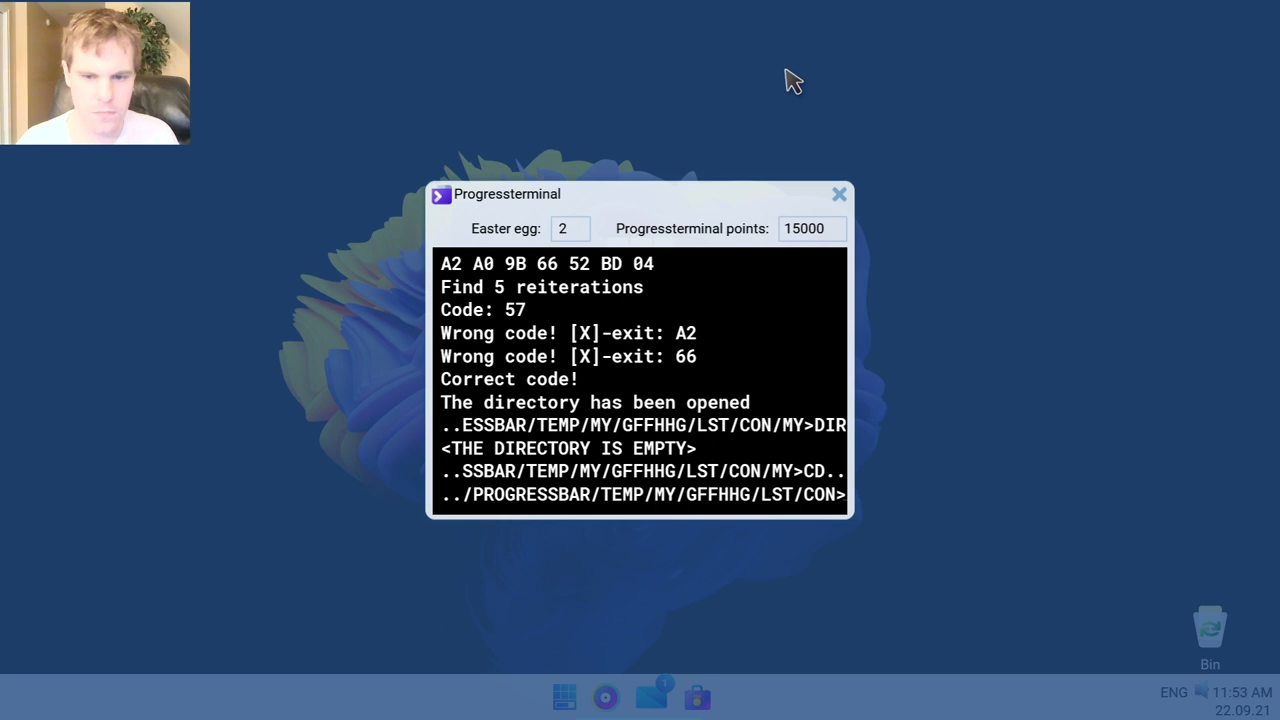 Progressterminal
Easter egg: 2 Progressterminal points: 15000
A2 A0 9B 66 52 BD 04
Find 5 reiterations
Code: 57
Wrong code! [X]-exit: A2
Wrong code! [X]-exit: 66
Correct code!
The directory has been opened
..ESSBAR/TEMP/MY/GFFHHG/LST/CON/MY>DIR
<THE DIRECTORY IS EMPTY>
..SSBAR/TEMP/MY/GFFHHG/LST/CON/MY>CD..
../PROGRESSBAR/TEMP/MY/GFFHHG/LST/CON>
Bin
1
ENG 11:53 AM
22.09.21